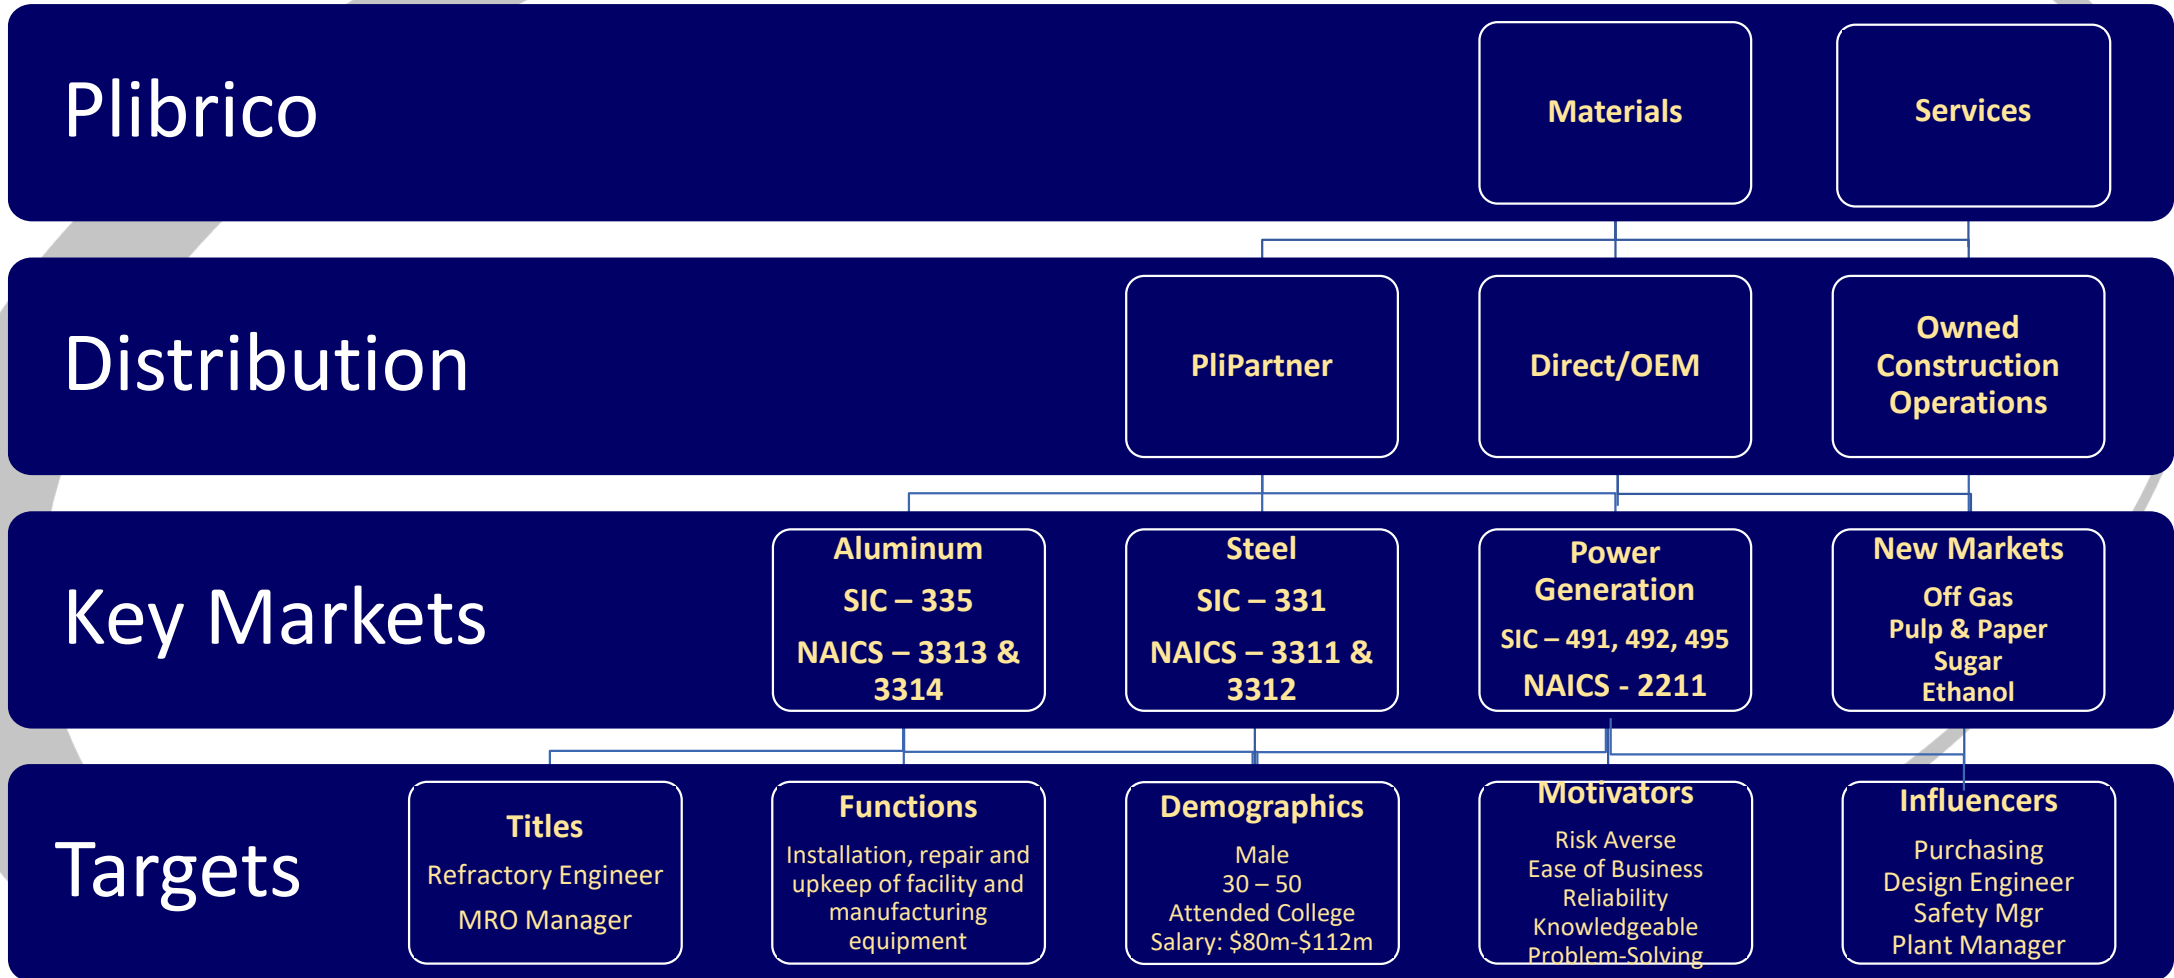 Plibrico
Materials
Services
Distribution
PliPartner
Direct/OEM
Owned
Construction
Operations
Key Markets
Aluminum
SIC – 335
NAICS – 3313 &
3314
Steel
SIC – 331
NAICS – 3311 &
3312
Power
Generation
SIC – 491, 492, 495
NAICS - 2211
New Markets
Off Gas
Pulp & Paper
Sugar
Ethanol
Targets
Titles
Refractory Engineer
MRO Manager
Functions
Installation, repair and
upkeep of facility and
manufacturing
equipment
Demographics
Male
30 – 50
Attended College
Salary: $80m-$112m
Motivators
Risk Averse
Ease of Business
Reliability
Knowledgeable
Problem-Solving
Influencers
Purchasing
Design Engineer
Safety Mgr
Plant Manager